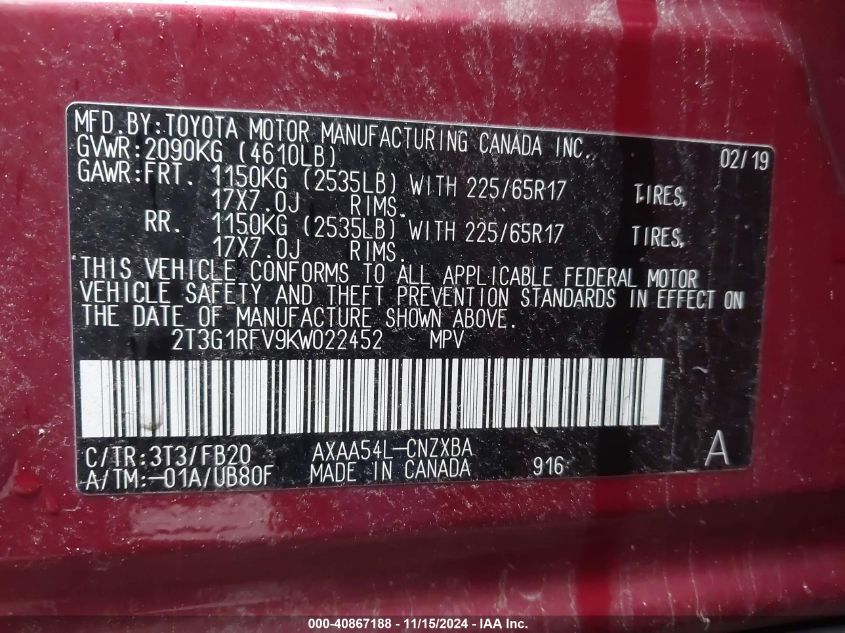 MFD.BY:TOYOTA MOTOR MANUFACTURING CANADA INC. 02/19
GVWR:2090KG (4610LB)
GAWR:FRT. 1150KG (2535LB) WITH 225/65R17 TIRES,
17X7.0J RIMS.
RR. 1150KG (2535LB) WITH 225/65R17 TIRES,
17X7.0J RIMS.
THIS VEHICLE CONFORMS TO ALL APPLICABLE FEDERAL MOTOR
VEHICLE SAFETY AND THEFT PREVENTION STANDARDS IN EFFECT ON
THE DATE OF MANUFACTURE SHOWN ABOVE.
2T3G1RFV9KW022452 MPV
C/TR:3T3/FB20 AXAA54L-CNZXBA A
A/TM:-01A/UB80F MADE IN CANADA 916
000-40867188 - 11/15/2024 - IAA Inc.